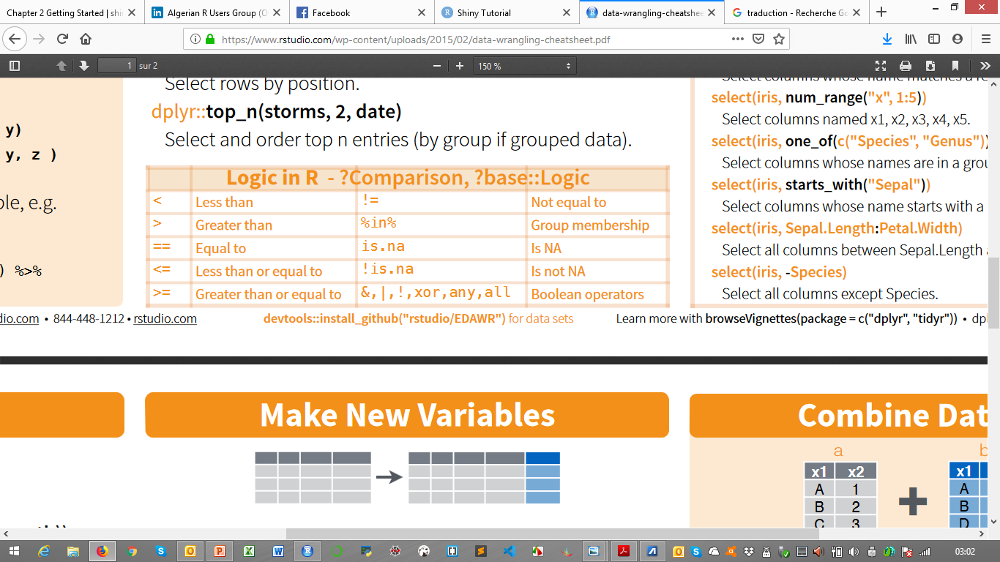 Chapter 2 Getting Started | shi
Algerian R Users Group (O
Facebook
Shiny Tutorial
data-wrangling-cheatshee
traduction - Recherche Go
https://www.rstudio.com/wp-content/uploads/2015/02/data-wrangling-cheatsheet.pdf
1 sur 2
150 %
y)
y, z )
ble, e.g.
) %>%
Select rows by position.
dplyr::top_n(storms, 2, date)
Select and order top n entries (by group if grouped data).
Logic in R - ?Comparison, ?base::Logic
< Less than != Not equal to
> Greater than %in% Group membership
== Equal to is.na Is NA
<= Less than or equal to !is.na Is not NA
>= Greater than or equal to &,|,!,xor,any,all Boolean operators
Select columns whose name matches a re
select(iris, num_range("x", 1:5))
Select columns named x1, x2, x3, x4, x5.
select(iris, one_of(c("Species", "Genus"))
Select columns whose names are in a grou
select(iris, starts_with("Sepal"))
Select columns whose name starts with a
select(iris, Sepal.Length:Petal.Width)
Select all columns between Sepal.Length a
select(iris, -Species)
Select all columns except Species.
dio.com • 844-448-1212 • rstudio.com
devtools::install_github("rstudio/EDAWR") for data sets
Learn more with browseVignettes(package = c("dplyr", "tidyr")) • dpl
Make New Variables
Combine Dat
a
b
x1 x2
A 1
B 2
C 3
x1
A
B
D
03:02